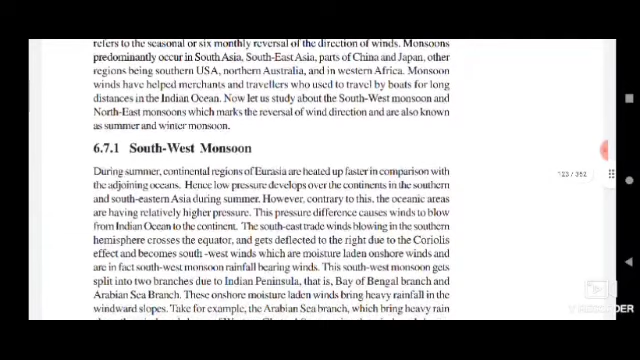 refers to the seasonal or six monthly reversal of the direction of winds. Monsoons
predominantly occur in South Asia, South-East Asia, parts of China and Japan, other
regions being southern USA, northern Australia, and in western Africa. Monsoon
winds have helped merchants and travellers who used to travel by boats for long
distances in the Indian Ocean. Now let us study about the South-West monsoon and
North-East monsoons which marks the reversal of wind direction and are also known
as summer and winter monsoon.
6.7.1 South-West Monsoon
During summer, continental regions of Eurasia are heated up faster in comparison with
the adjoining oceans. Hence low pressure develops over the continents in the southern
and south-eastern Asia during summer. However, contrary to this, the oceanic areas
are having relatively higher pressure. This pressure difference causes winds to blow
from Indian Ocean to the continent. The south-east trade winds blowing in the southern
hemisphere crosses the equator, and gets deflected to the right due to the Coriolis
effect and becomes south -west winds which are moisture laden onshore winds and
are in fact south-west monsoon rainfall bearing winds. This south-west monsoon gets
split into two branches due to Indian Peninsula, that is, Bay of Bengal branch and
Arabian Sea Branch. These onshore moisture laden winds bring heavy rainfall in the
windward slopes. Take for example, the Arabian Sea branch, which bring heavy rain
123 / 352
RECORDER